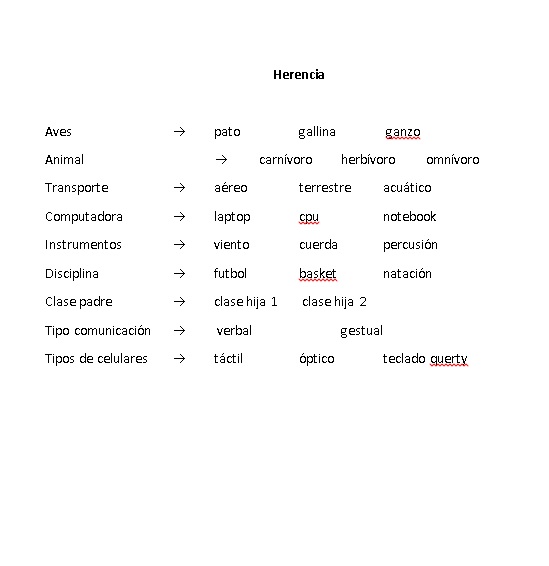 Herencia
Aves → pato gallina ganzo
Animal → carnívoro herbívoro omnívoro
Transporte → aéreo terrestre acuático
Computadora → laptop cpu notebook
Instrumentos → viento cuerda percusión
Disciplina → futbol basket natación
Clase padre → clase hija 1 clase hija 2
Tipo comunicación → verbal gestual
Tipos de celulares → táctil óptico teclado querty